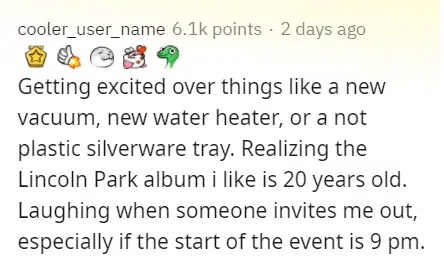 cooler_user_name 6.1k points · 2 days ago
Getting excited over things like a new
vacuum, new water heater, or a not
plastic silverware tray. Realizing the
Lincoln Park album i like is 20 years old.
Laughing when someone invites me out,
especially if the start of the event is 9 pm.